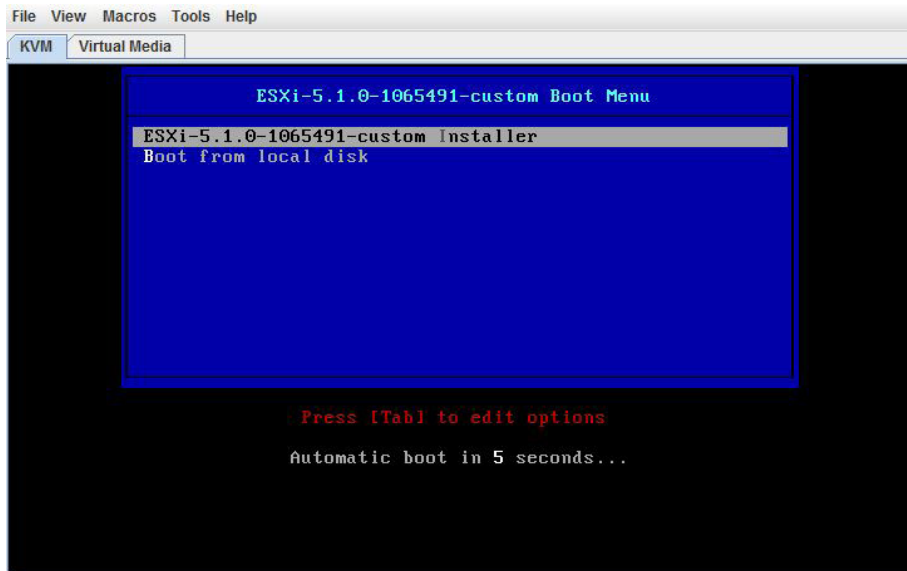 File View Macros Tools Help
KVM Virtual Media
ESXi-5.1.0-1065491-custom Boot Menu
ESXi-5.1.0-1065491-custom Installer
Boot from local disk
Press [Tab] to edit options
Automatic boot in 5 seconds...